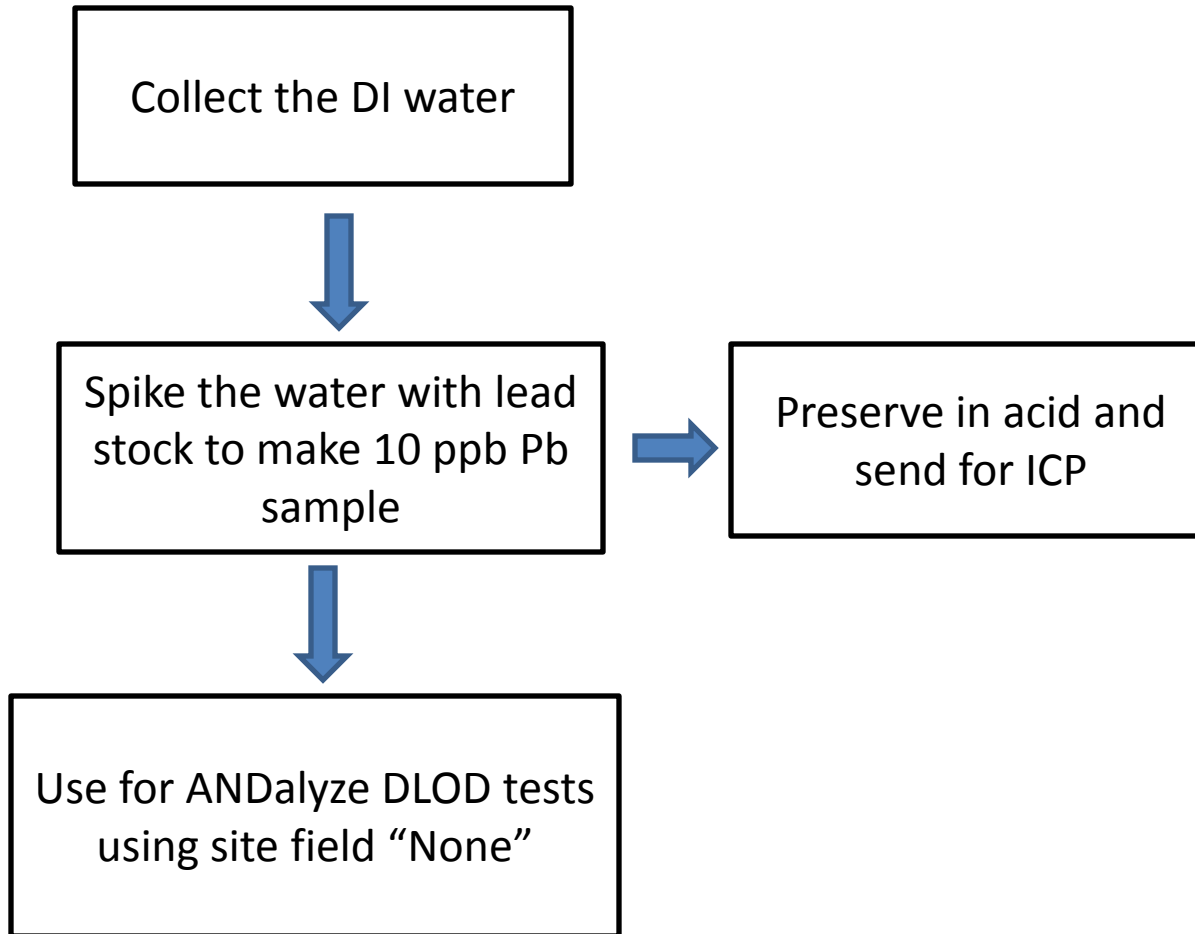 Collect the DI water
Spike the water with lead
stock to make 10 ppb Pb
sample
Preserve in acid and
send for ICP
Use for ANDalyze DLOD tests
using site field “None”